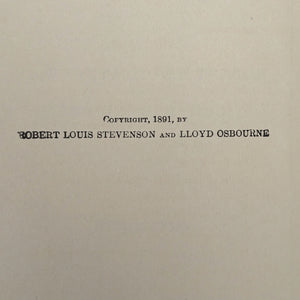 Copyright, 1891, by
ROBERT LOUIS STEVENSON and LLOYD OSBOURNE